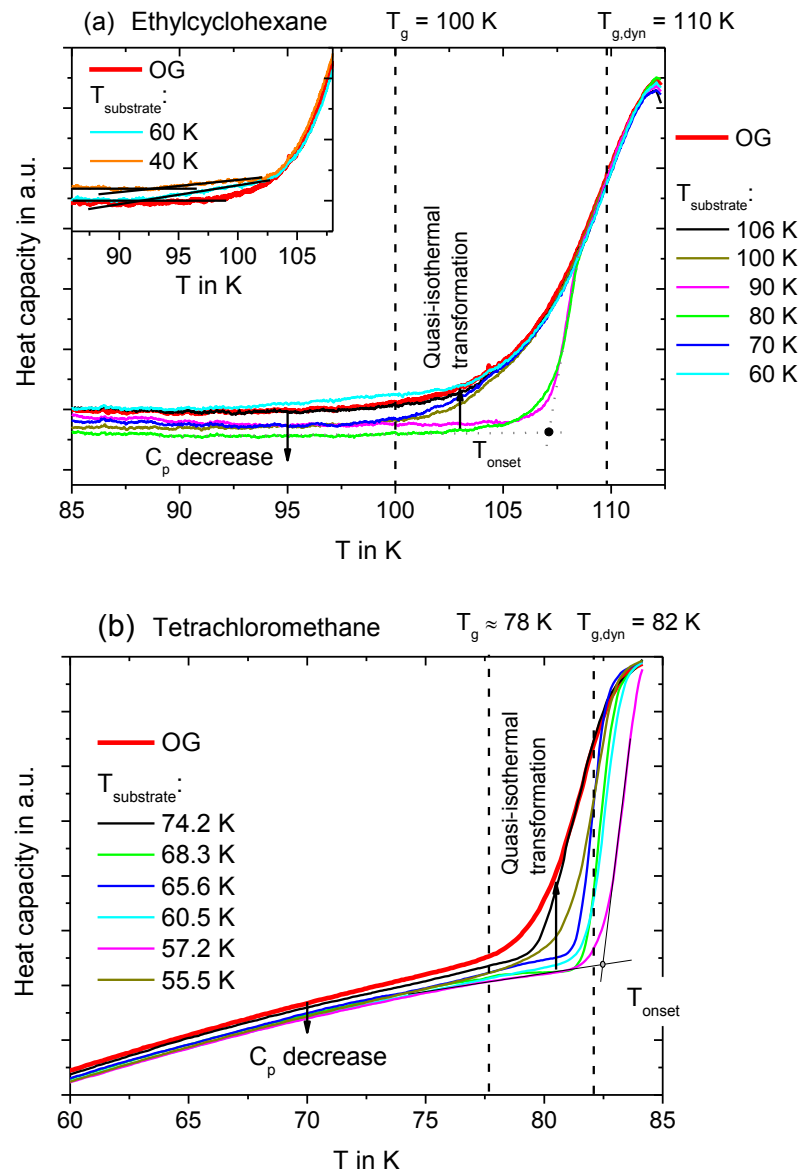 (a) Ethylcyclohexane
T_g = 100 K
T_g,dyn = 110 K
OG
T_substrate:
60 K
40 K
90 95 100 105
T in K
Quasi-isothermal
transformation
C_p decrease
T_onset
Heat capacity in a.u.
85 90 95 100 105 110
T in K
OG
T_substrate:
106 K
100 K
90 K
80 K
70 K
60 K
(b) Tetrachloromethane
T_g ≈ 78 K
T_g,dyn = 82 K
OG
T_substrate:
74.2 K
68.3 K
65.6 K
60.5 K
57.2 K
55.5 K
Quasi-isothermal
transformation
C_p decrease
T_onset
Heat capacity in a.u.
60 65 70 75 80 85
T in K